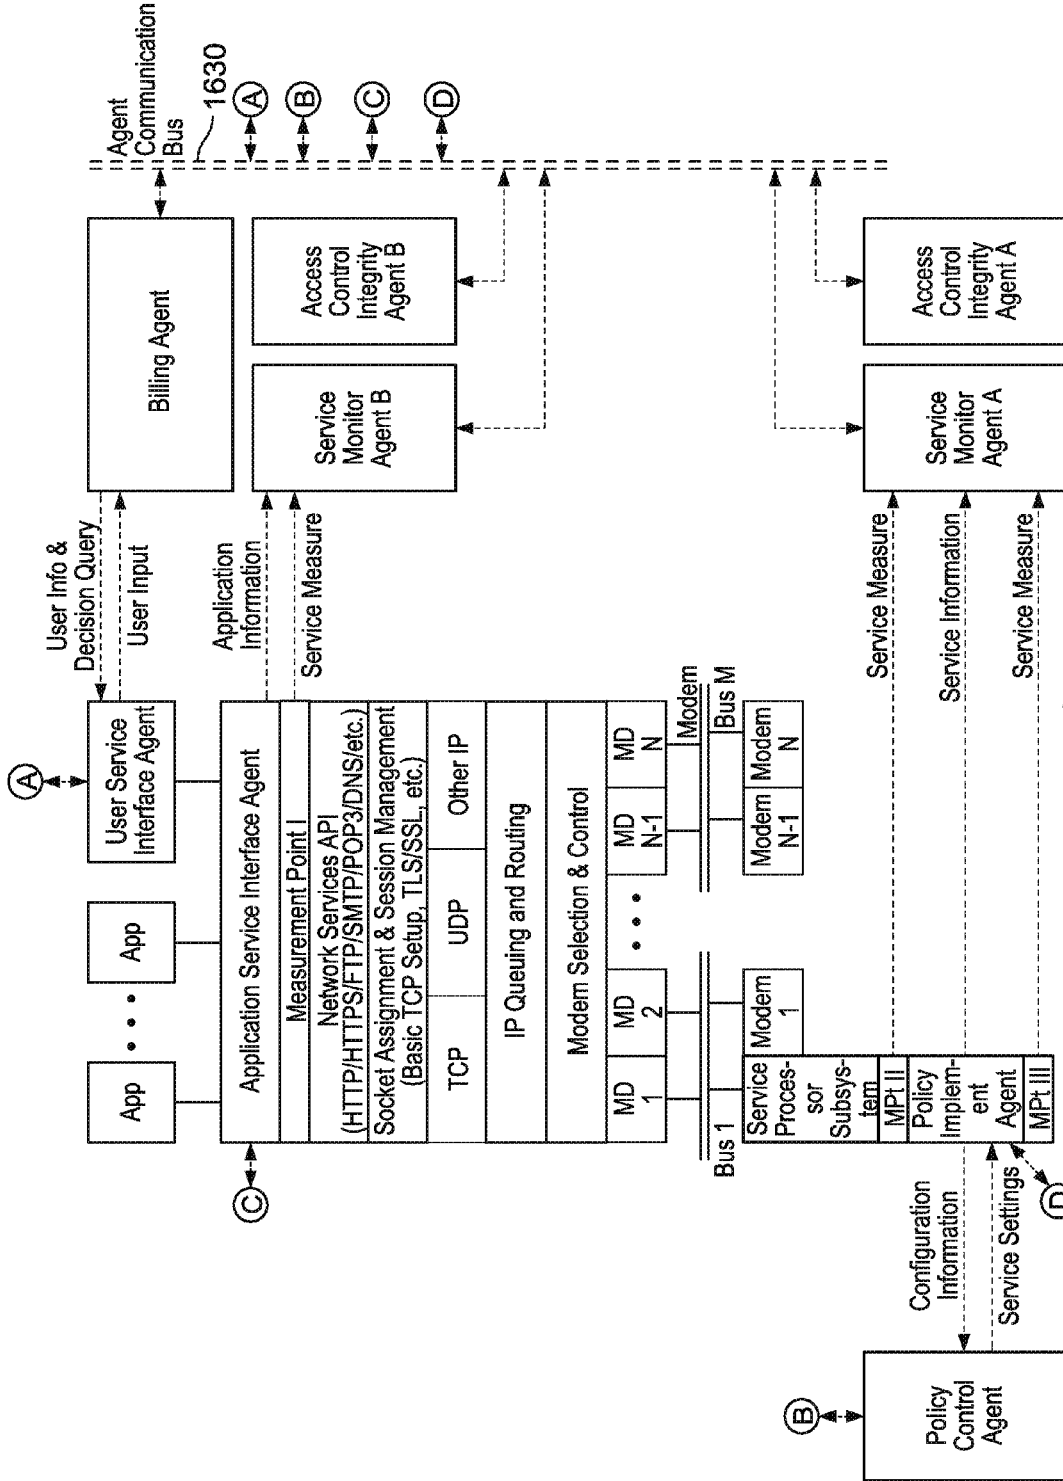 Agent
Communication
Bus
1630
A
B
C
D
Billing Agent
Access
Control
Integrity
Agent B
Service
Monitor
Agent B
Access
Control
Integrity
Agent A
Service
Monitor
Agent A
User Info &
Decision Query
User Input
Application
Information
Service Measure
Service Measure
Service Information
Service Measure
A
User Service
Interface Agent
App
App
Application Service Interface Agent
Measurement Point I
Network Services API
(HTTP/HTTPS/FTP/SMTP/POP3/DNS/etc.)
Socket Assignment & Session Management
(Basic TCP Setup, TLS/SSL, etc.)
TCP
UDP
Other IP
IP Queuing and Routing
Modem Selection & Control
MD
1
MD
2
MD
N-1
MD
N
Modem
Bus 1
Bus M
Service
Proces-
sor
Subsys-
tem
Modem
1
Modem
N-1
Modem
N
MPt II
Policy
Implem-
ent
Agent
MPt III
C
D
Configuration
Information
Service Settings
B
Policy
Control
Agent